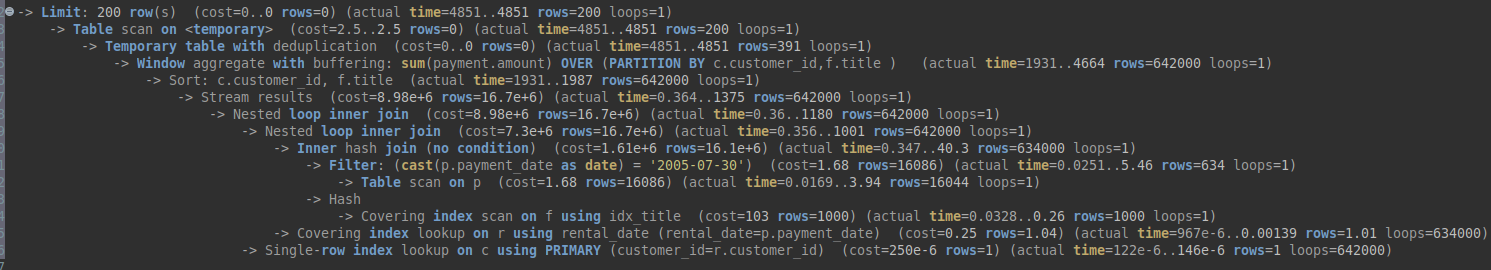 -> Limit: 200 row(s)  (cost=0..0 rows=0) (actual time=4851..4851 rows=200 loops=1)
-> Table scan on <temporary>  (cost=2.5..2.5 rows=0) (actual time=4851..4851 rows=200 loops=1)
-> Temporary table with deduplication  (cost=0..0 rows=0) (actual time=4851..4851 rows=391 loops=1)
-> Window aggregate with buffering: sum(payment.amount) OVER (PARTITION BY c.customer_id,f.title )   (actual time=1931..4664 rows=642000 loops=1)
-> Sort: c.customer_id, f.title  (actual time=1931..1987 rows=642000 loops=1)
-> Stream results  (cost=8.98e+6 rows=16.7e+6) (actual time=0.364..1375 rows=642000 loops=1)
-> Nested loop inner join  (cost=8.98e+6 rows=16.7e+6) (actual time=0.36..1180 rows=642000 loops=1)
-> Nested loop inner join  (cost=7.3e+6 rows=16.7e+6) (actual time=0.356..1001 rows=642000 loops=1)
-> Inner hash join (no condition)  (cost=1.61e+6 rows=16.1e+6) (actual time=0.347..40.3 rows=634000 loops=1)
-> Filter: (cast(p.payment_date as date) = '2005-07-30')  (cost=1.68 rows=16086) (actual time=0.0251..5.46 rows=634 loops=1)
-> Table scan on p  (cost=1.68 rows=16086) (actual time=0.0169..3.94 rows=16044 loops=1)
-> Hash
-> Covering index scan on f using idx_title  (cost=103 rows=1000) (actual time=0.0328..0.26 rows=1000 loops=1)
-> Covering index lookup on r using rental_date (rental_date=p.payment_date)  (cost=0.25 rows=1.04) (actual time=967e-6..0.00139 rows=1.01 loops=634000)
-> Single-row index lookup on c using PRIMARY (customer_id=r.customer_id)  (cost=250e-6 rows=1) (actual time=122e-6..146e-6 rows=1 loops=642000)